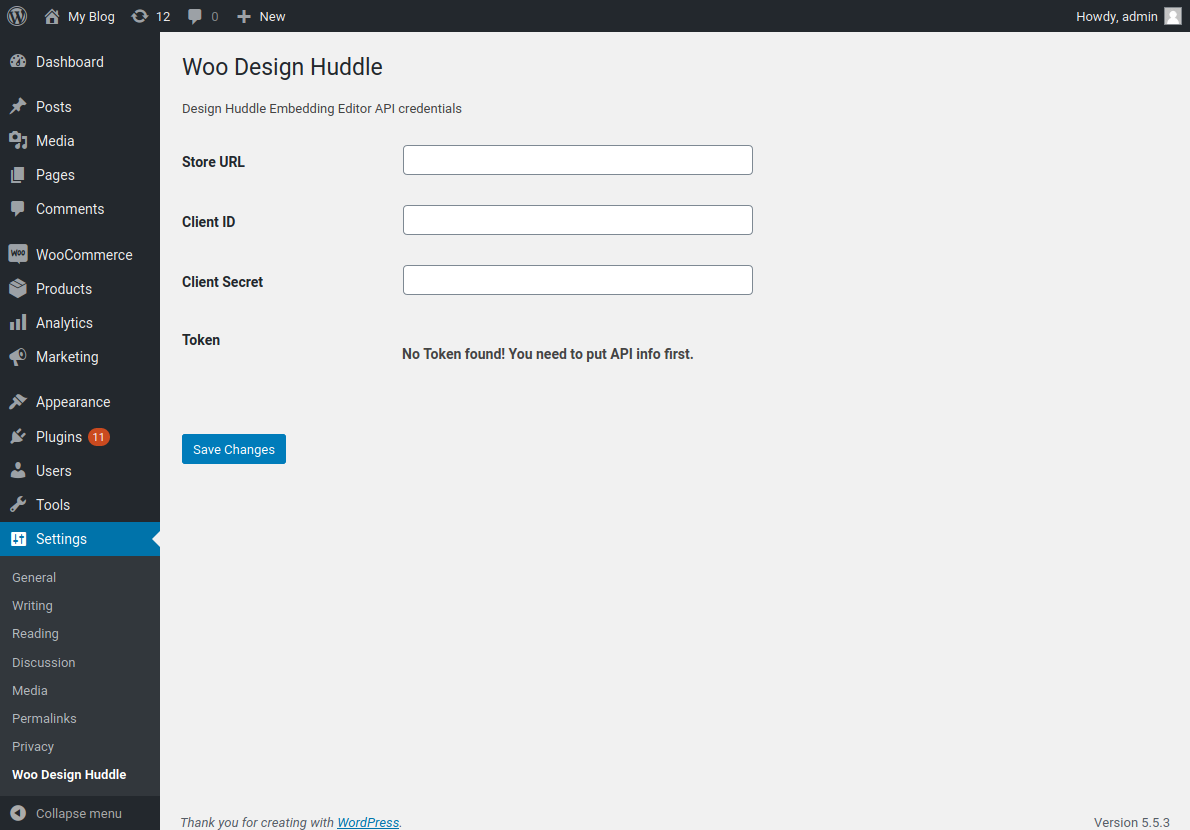 My Blog 12 0 New Howdy, admin
Dashboard
Posts
Media
Pages
Comments
WOO WooCommerce
Products
Analytics
Marketing
Appearance
Plugins 11
Users
Tools
Settings
General
Writing
Reading
Discussion
Media
Permalinks
Privacy
Woo Design Huddle
Collapse menu
Woo Design Huddle
Design Huddle Embedding Editor API credentials
Store URL
Client ID
Client Secret
Token
No Token found! You need to put API info first.
Save Changes
Thank you for creating with WordPress. Version 5.5.3